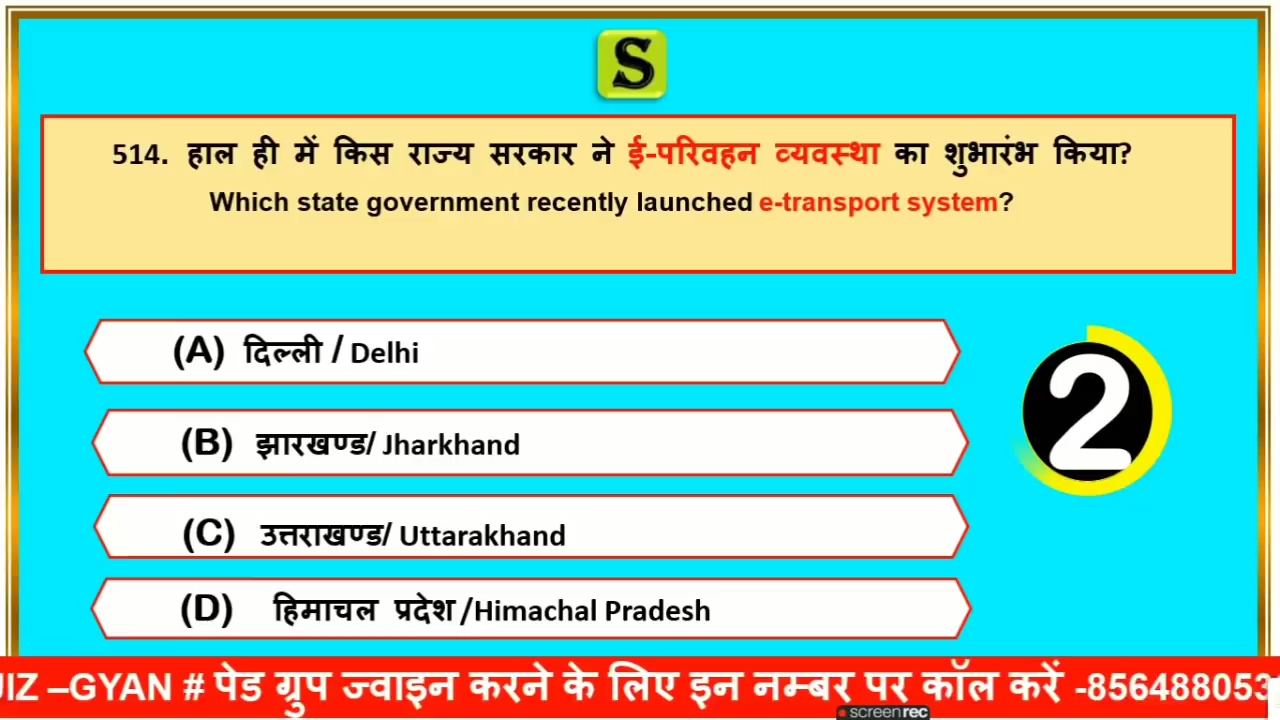 S
514. हाल ही में किस राज्य सरकार ने ई-परिवहन व्यवस्था का शुभारंभ किया?
Which state government recently launched e-transport system?
(A) दिल्ली / Delhi
(B) झारखण्ड/ Jharkhand
2
(C) उत्तराखण्ड/ Uttarakhand
(D) हिमाचल प्रदेश /Himachal Pradesh
UIZ –GYAN # पेड ग्रुप ज्वाइन करने के लिए इन नम्बर पर कॉल करें -856488053
screenrec